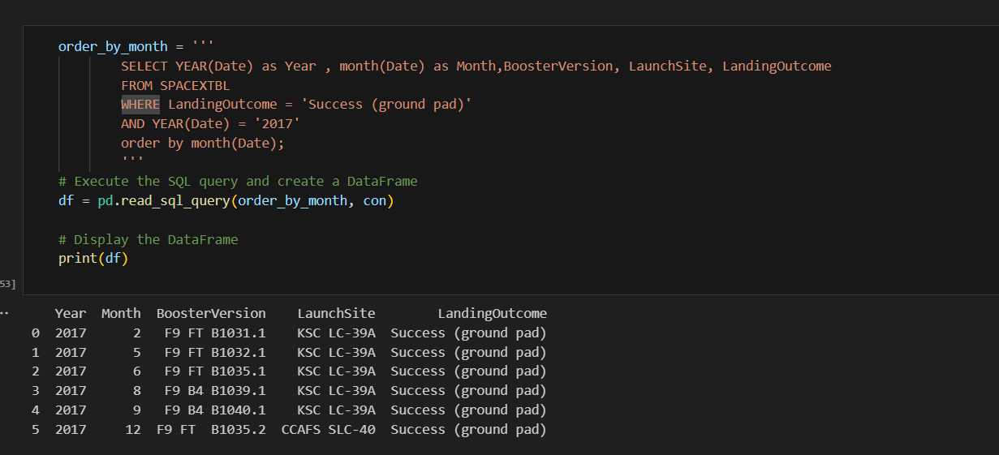 order_by_month = '''
SELECT YEAR(Date) as Year , month(Date) as Month,BoosterVersion, LaunchSite, LandingOutcome
FROM SPACEXTBL
WHERE LandingOutcome = 'Success (ground pad)'
AND YEAR(Date) = '2017'
order by month(Date);
'''
# Execute the SQL query and create a DataFrame
df = pd.read_sql_query(order_by_month, con)
# Display the DataFrame
print(df)
53]
Year Month BoosterVersion LaunchSite LandingOutcome
0 2017 2 F9 FT B1031.1 KSC LC-39A Success (ground pad)
1 2017 5 F9 FT B1032.1 KSC LC-39A Success (ground pad)
2 2017 6 F9 FT B1035.1 KSC LC-39A Success (ground pad)
3 2017 8 F9 B4 B1039.1 KSC LC-39A Success (ground pad)
4 2017 9 F9 B4 B1040.1 KSC LC-39A Success (ground pad)
5 2017 12 F9 FT  B1035.2 CCAFS SLC-40 Success (ground pad)